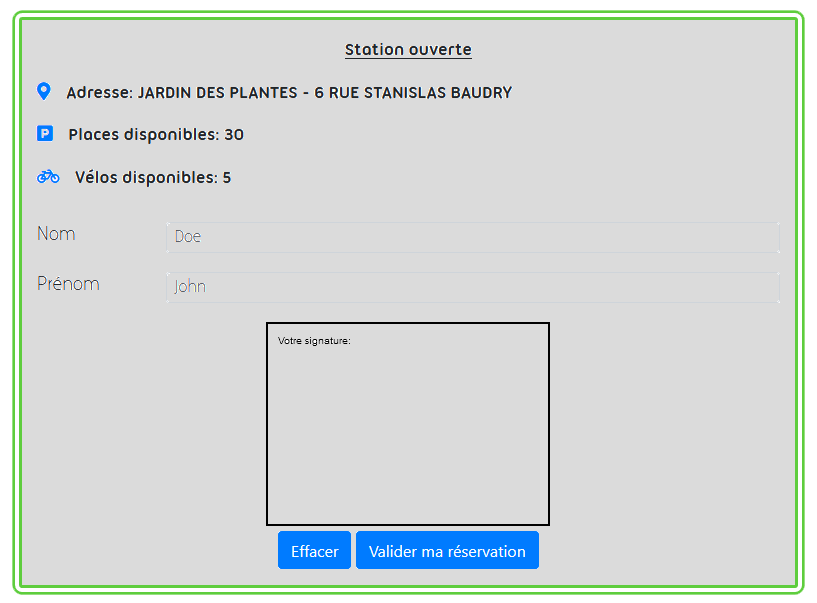 Station ouverte
Adresse: JARDIN DES PLANTES - 6 RUE STANISLAS BAUDRY
P Places disponibles: 30
Vélos disponibles: 5
Nom Doe
Prénom John
Votre signature:
Effacer Valider ma réservation